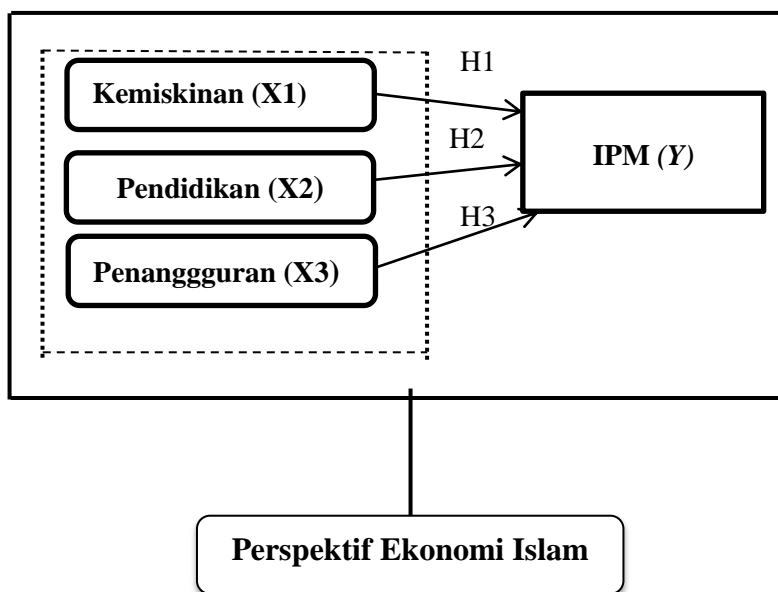 H1
Kemiskinan (X1)
H2
IPM (Y)
Pendidikan (X2)
H3
Penanggguran (X3)
Perspektif Ekonomi Islam